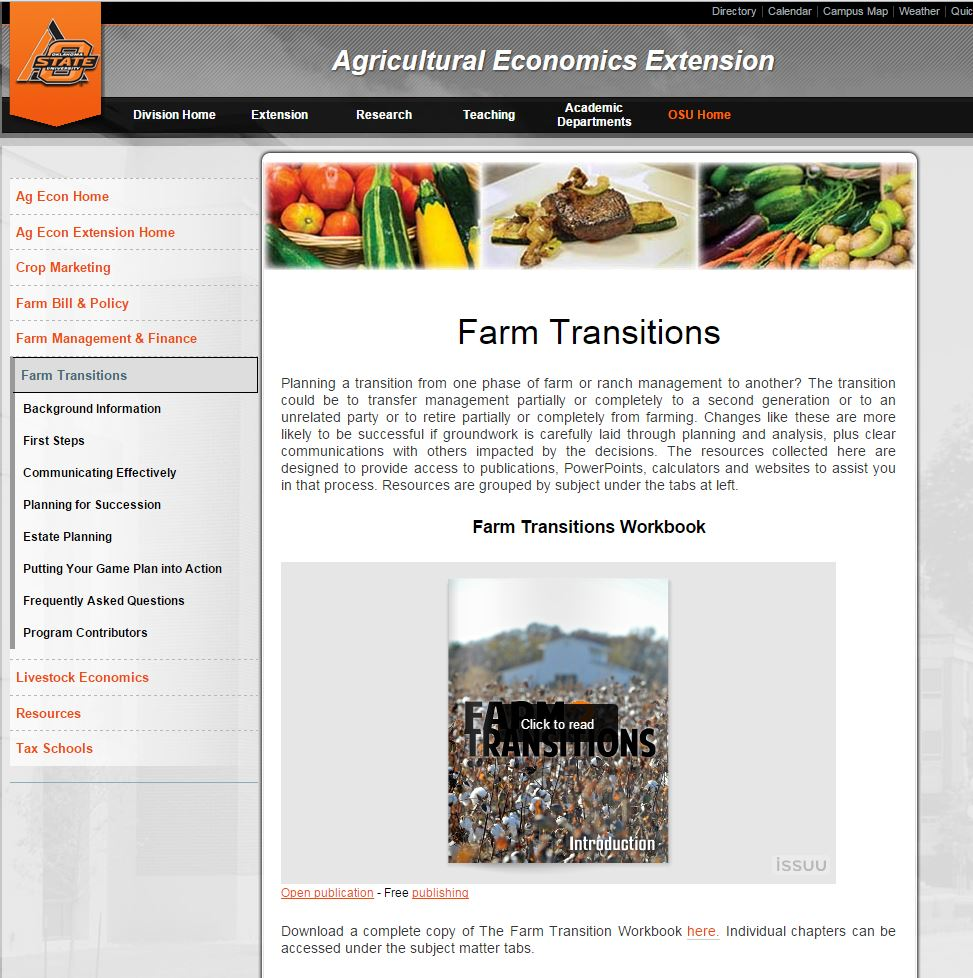 Directory
Calendar
Campus Map
Weather
OKLAHOMA
STATE
UNIVERSITY
Agricultural Economics Extension
Division Home
Extension
Research
Teaching
Academic
Departments
OSU Home
Ag Econ Home
Ag Econ Extension Home
Crop Marketing
Farm Bill & Policy
Farm Management & Finance
Farm Transitions
Background Information
First Steps
Communicating Effectively
Planning for Succession
Estate Planning
Putting Your Game Plan into Action
Frequently Asked Questions
Program Contributors
Livestock Economics
Resources
Tax Schools
Farm Transitions
Planning a transition from one phase of farm or ranch management to another? The transition
could be to transfer management partially or completely to a second generation or to an
unrelated party or to retire partially or completely from farming. Changes like these are more
likely to be successful if groundwork is carefully laid through planning and analysis, plus clear
communications with others impacted by the decisions. The resources collected here are
designed to provide access to publications, PowerPoints, calculators and websites to assist you
in that process. Resources are grouped by subject under the tabs at left.
Farm Transitions Workbook
FARM
Click to read
TRANSITIONS
Introduction
issuu
Open publication - Free publishing
Download a complete copy of The Farm Transition Workbook here. Individual chapters can be
accessed under the subject matter tabs.